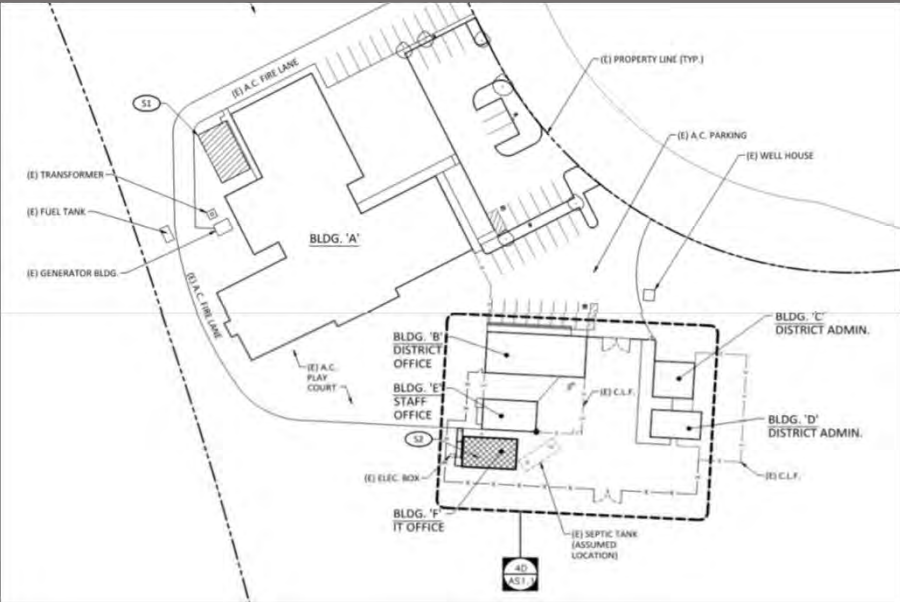 (E) A.C. FIRE LANE
(E) PROPERTY LINE (TYP.)
S1
(E) A.C. PARKING
(E) WELL HOUSE
(E) TRANSFORMER
(E) FUEL TANK
BLDG. 'A'
(E) GENERATOR BLDG.
(E) A.C. FIRE LANE
BLDG. 'C'
DISTRICT ADMIN.
BLDG. 'B'
DISTRICT
OFFICE
(E) A.C.
PLAY
COURT
BLDG. 'E'
STAFF
OFFICE
(E) C.L.F.
BLDG. 'D'
DISTRICT ADMIN.
S2
(E) ELEC. BOX
(E) C.L.F.
BLDG. 'F'
IT OFFICE
(E) SEPTIC TANK
(ASSUMED
LOCATION)
4D
AS1.1